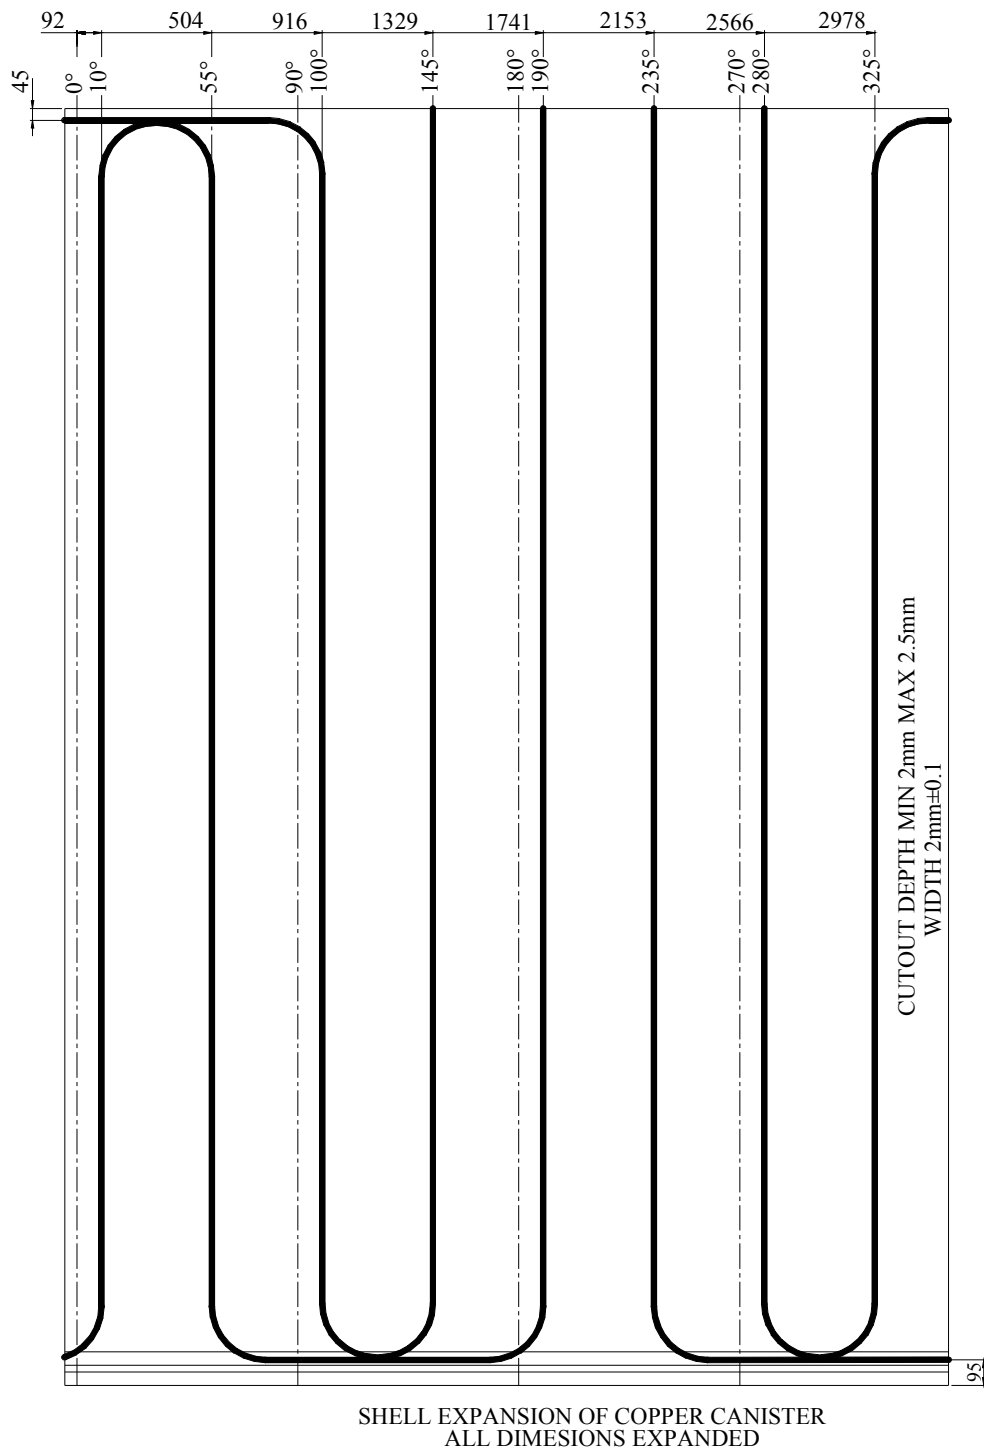 92 504 916 1329 1741 2153 2566 2978
45
0° 10° 55° 90° 100° 145° 180° 190° 235° 270° 280° 325°
CUTOUT DEPTH MIN 2mm MAX 2.5mm
WIDTH 2mm±0.1
95
SHELL EXPANSION OF COPPER CANISTER
ALL DIMESIONS EXPANDED